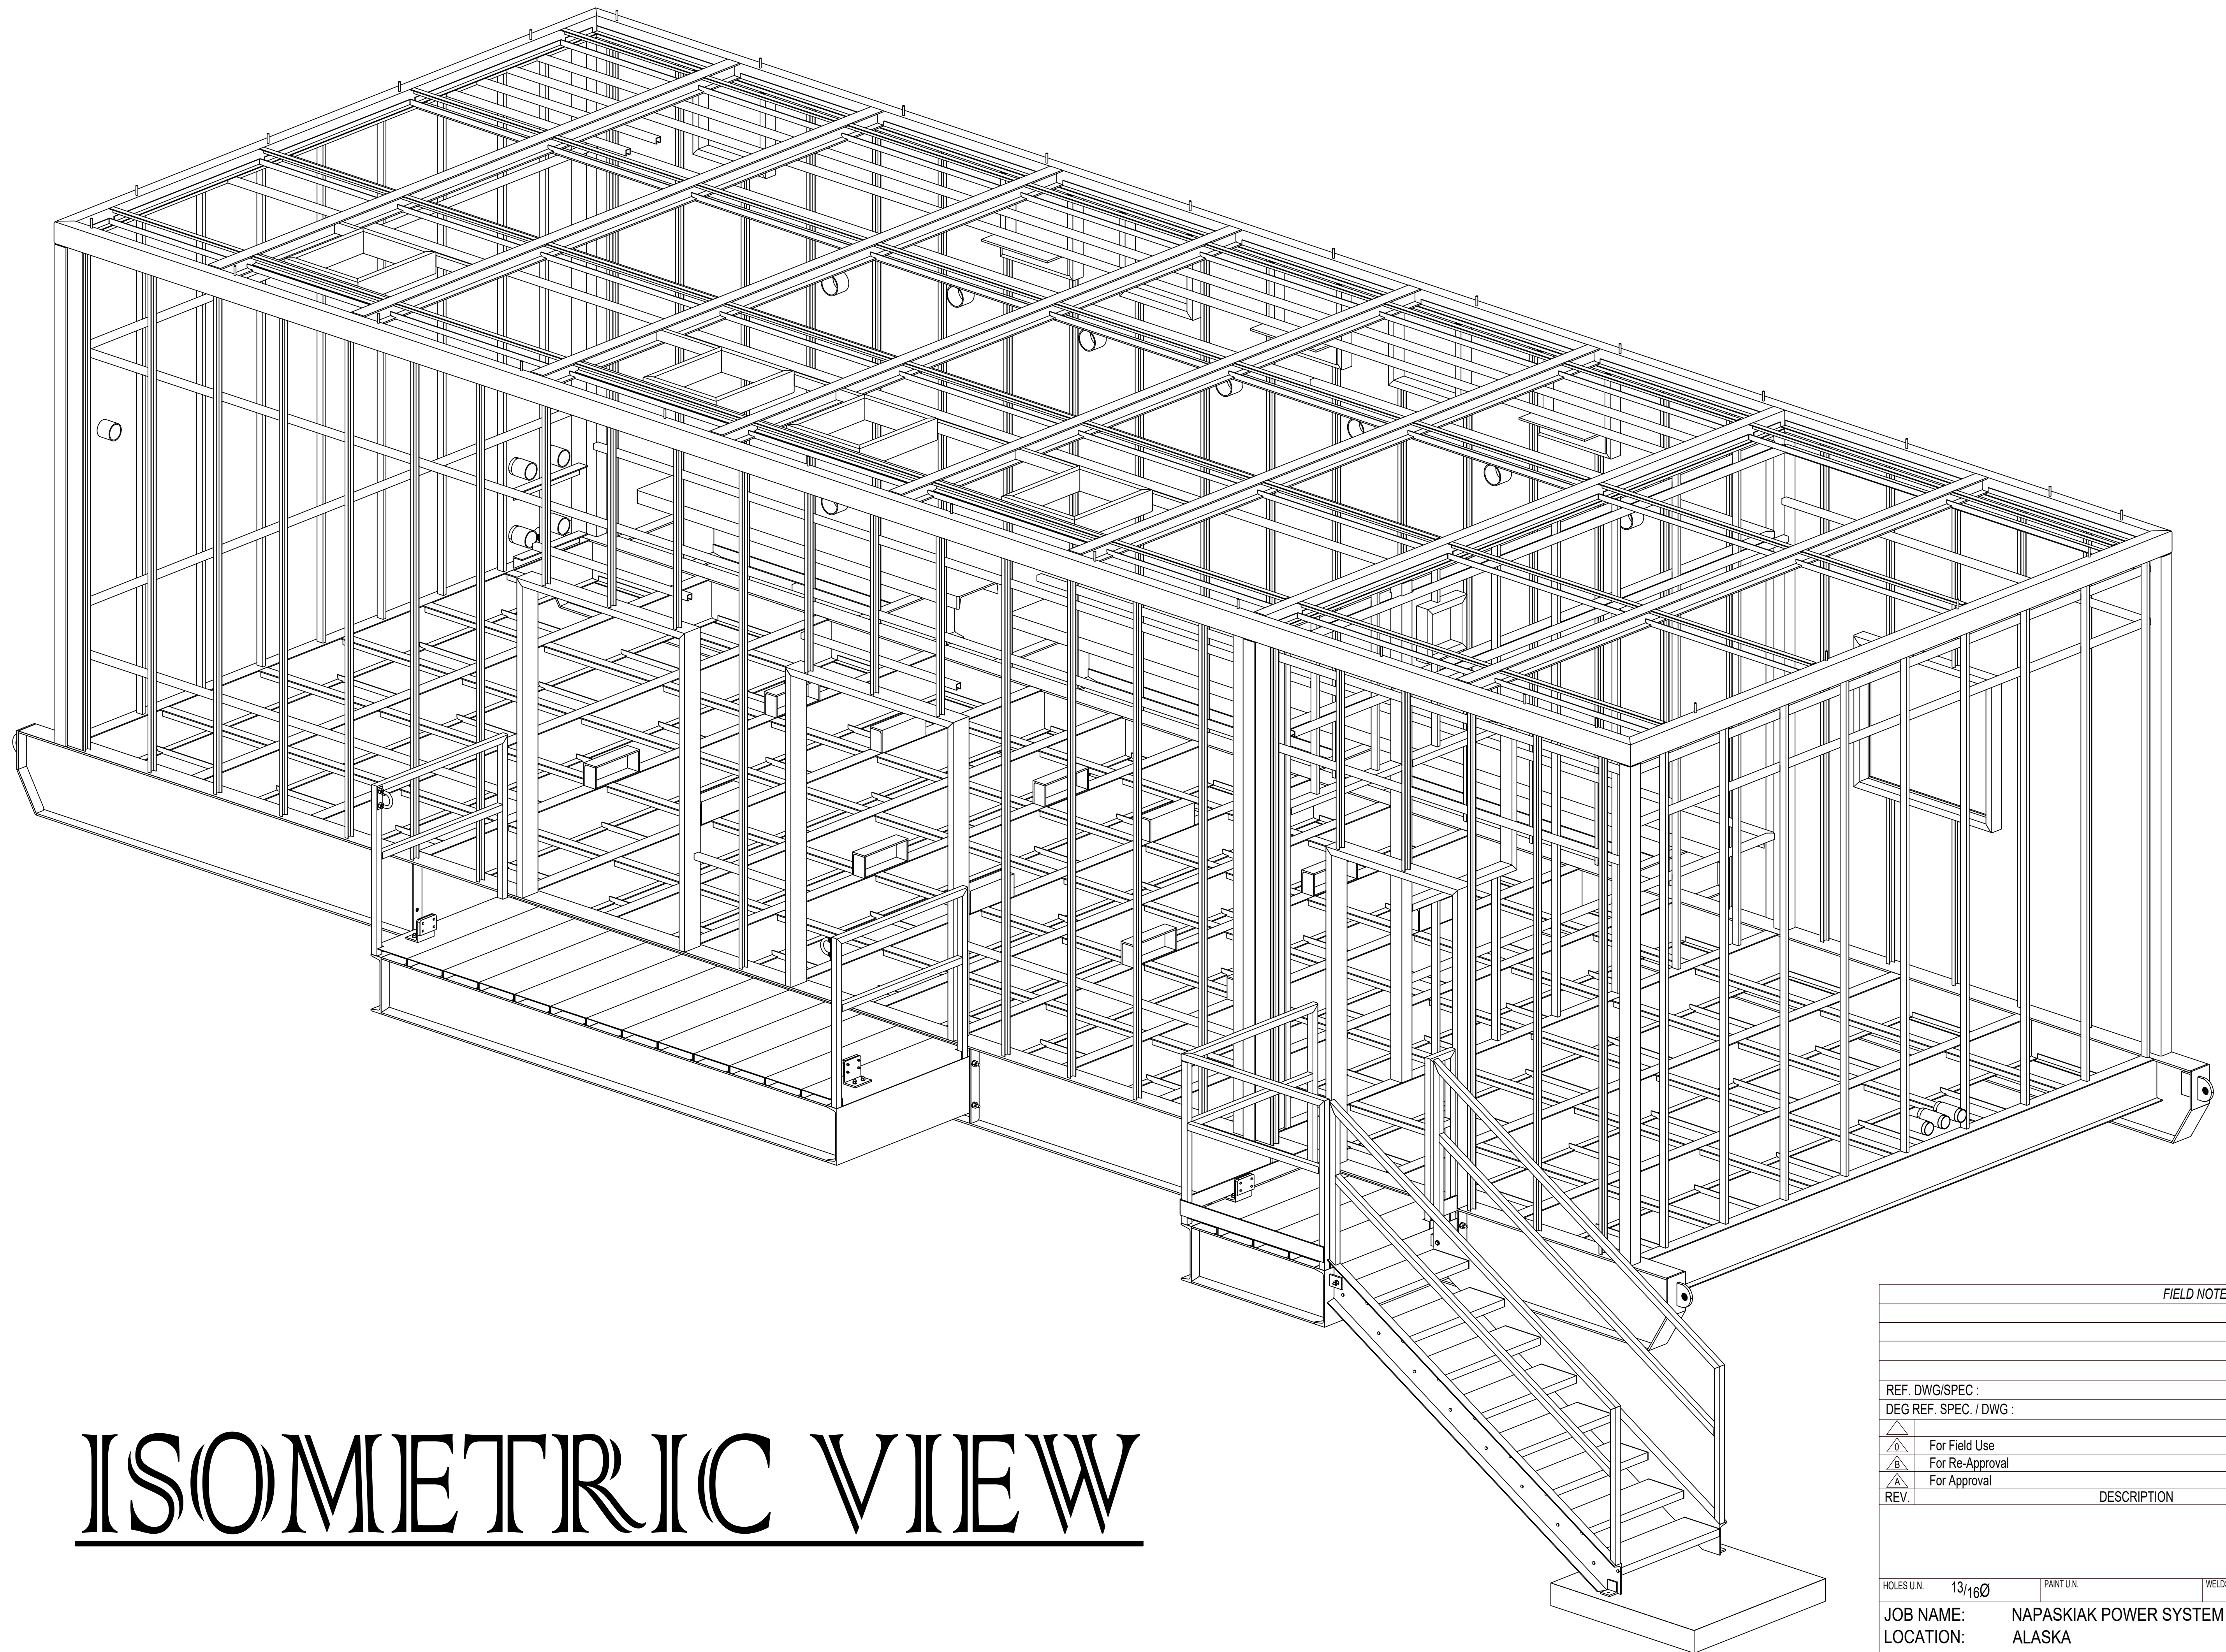 ISOMETRIC VIEW
FIELD NOTE
REF. DWG/SPEC :
DEG REF. SPEC. / DWG :
0 For Field Use
B For Re-Approval
A For Approval
REV. DESCRIPTION
HOLES U.N. 13/16Ø PAINT U.N. WELDS
JOB NAME: NAPASKIAK POWER SYSTEM
LOCATION: ALASKA